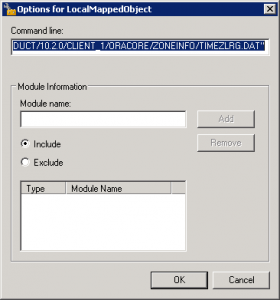 Options for LocalMappedObject
Command line:
DUCT/10.2.0/CLIENT_1/ORACORE/ZONEINFO/TIMEZLRG.DAT"
Module Information
Module name:
Add
Include
Remove
Exclude
Type Module Name
OK Cancel